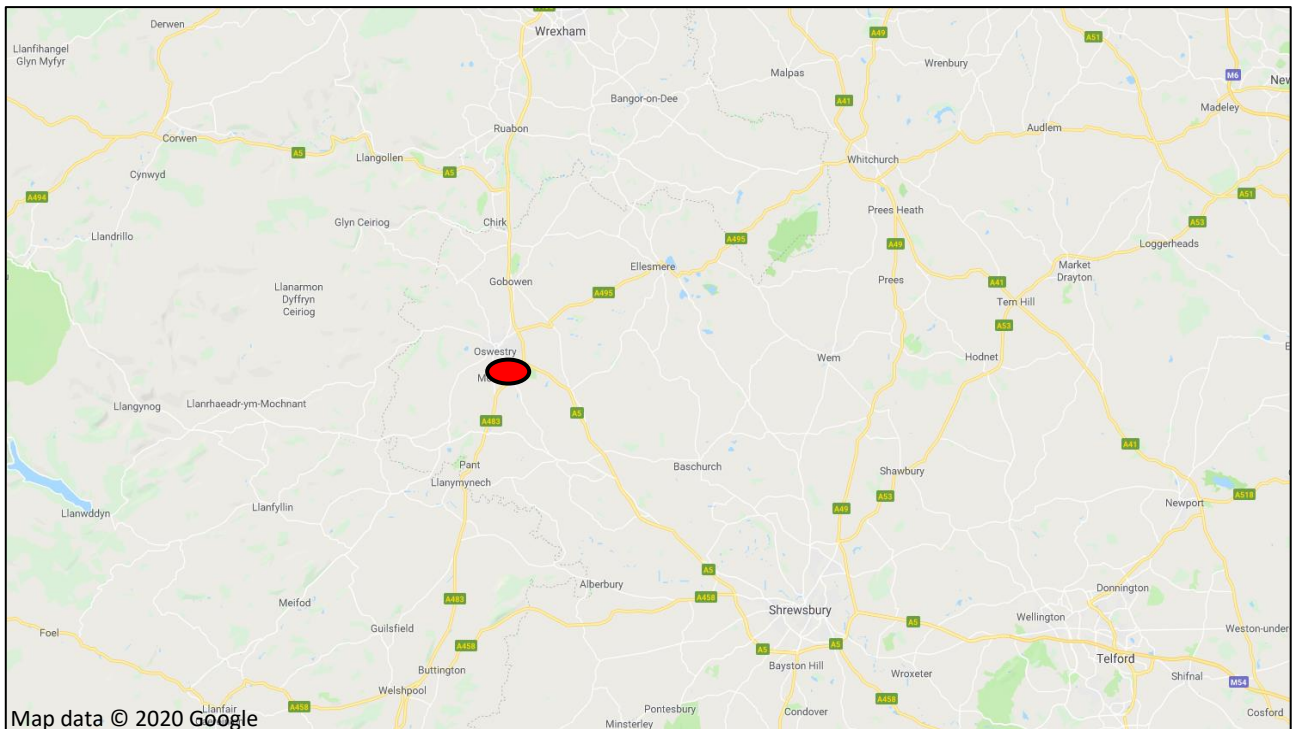 Derwen
Llanfihangel
Glyn Myfyr
Wrexham
A49
A51
Wrenbury
Malpas
M6
Bangor-on-Dee
A41
Madeley
Ruabon
Audlem
Corwen
A5
Llangollen
A5
Whitchurch
Cynwyd
A494
A51
Prees Heath
Glyn Ceiriog
Chirk
A53
Llandrillo
A495
A49
Loggerheads
Ellesmere
Market
Drayton
Gobowen
Prees
A41
Llanarmon
Dyffryn
Ceiriog
A495
Tern Hill
A53
Oswestry
Wem
Hodnet
Llangynog
Llanrhaeadr-ym-Mochnant
A483
A5
A41
Pant
Baschurch
Shawbury
Llanymynech
A53
A518
Newport
Llanwddyn
Llanfyllin
A49
A5
Alberbury
Donnington
Meifod
A483
A458
Shrewsbury
Wellington
Foel
Guilsfield
A5
Weston-under
A458
A5
A5
Telford
Buttington
Bayston Hill
Wroxeter
Shifnal
Welshpool
M54
A458
A458
Llanfair
Pontesbury
Condover
Cosford
Minsterley
Map data © 2020 Google